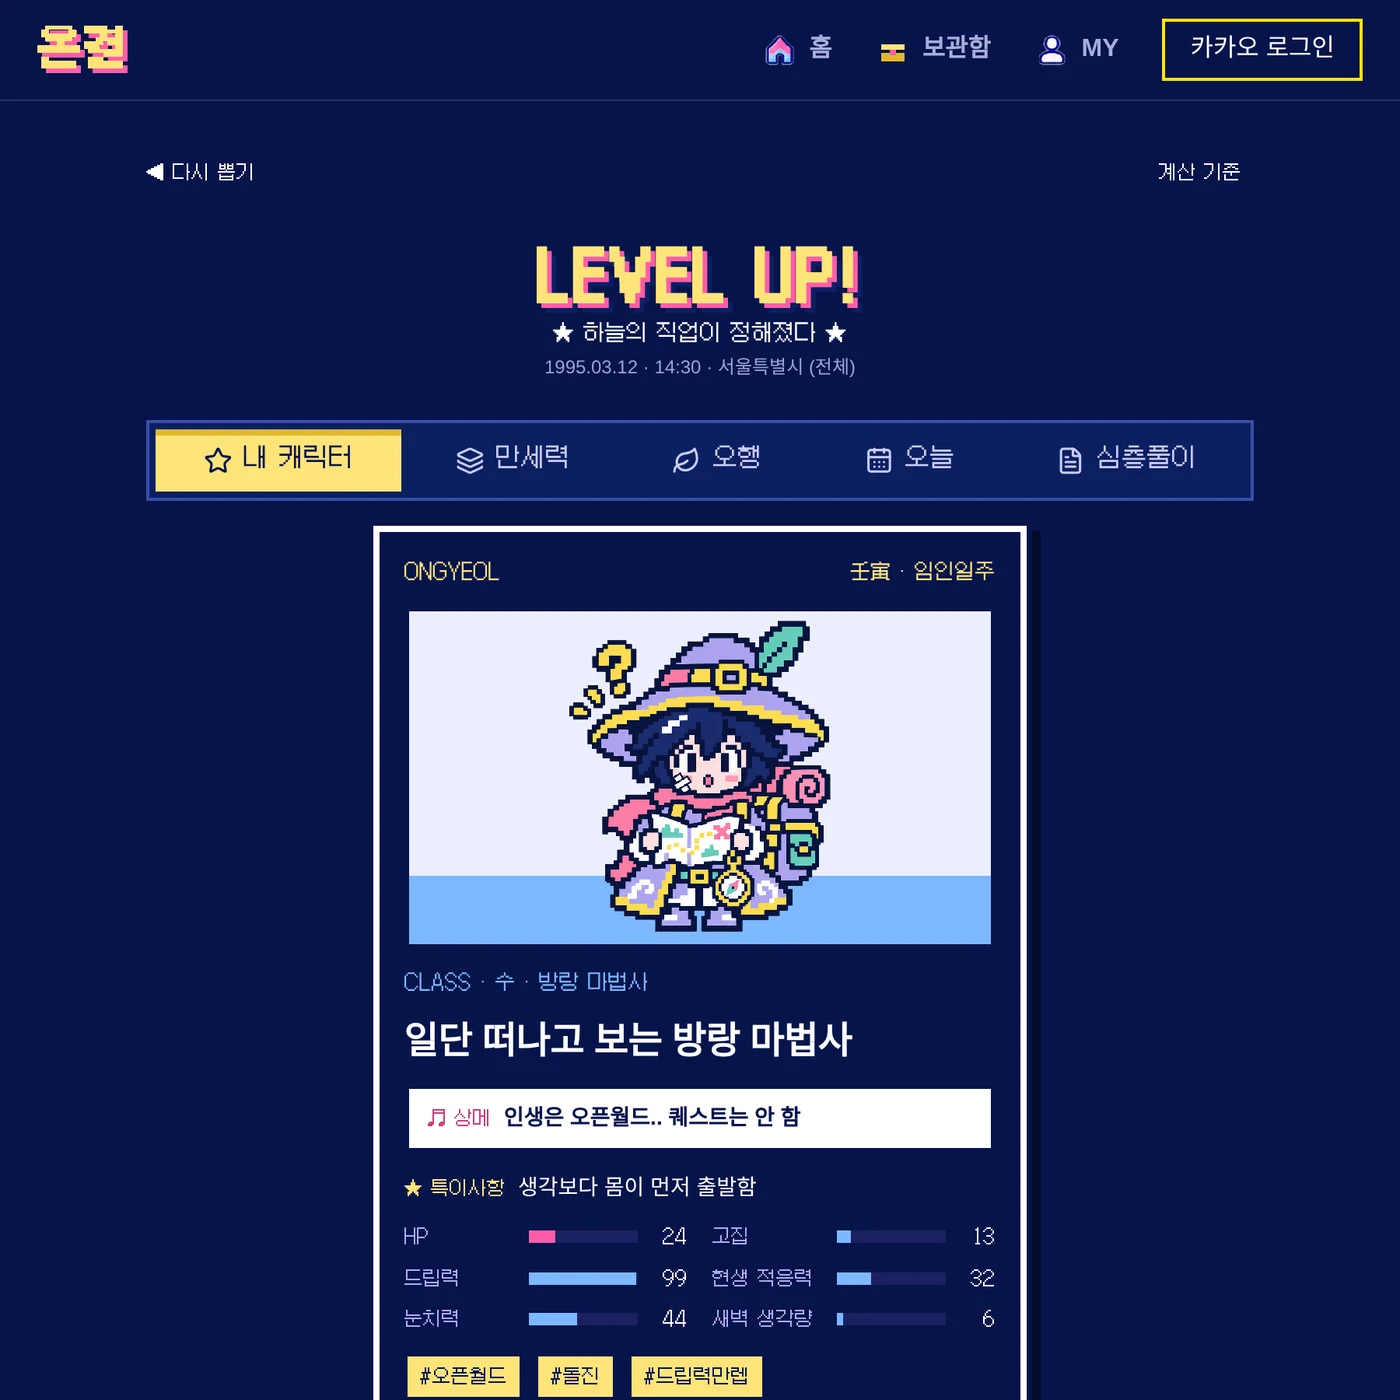 온결
홈
보관함
MY
카카오 로그인
◀ 다시 뽑기
계산 기준
LEVEL UP!
★ 하늘의 직업이 정해졌다 ★
1995.03.12 · 14:30 · 서울특별시 (전체)
내 캐릭터
만세력
오행
오늘
심층풀이
ONGYEOL
壬寅 · 임인일주
?
CLASS · 수 · 방랑 마법사
일단 떠나고 보는 방랑 마법사
♬ 상메 인생은 오픈월드.. 퀘스트는 안 함
★ 특이사항 생각보다 몸이 먼저 출발함
HP 24 고집 13
드립력 99 현생 적응력 32
눈치력 44 새벽 생각량 6
#오픈월드 #돌진 #드립력만렙